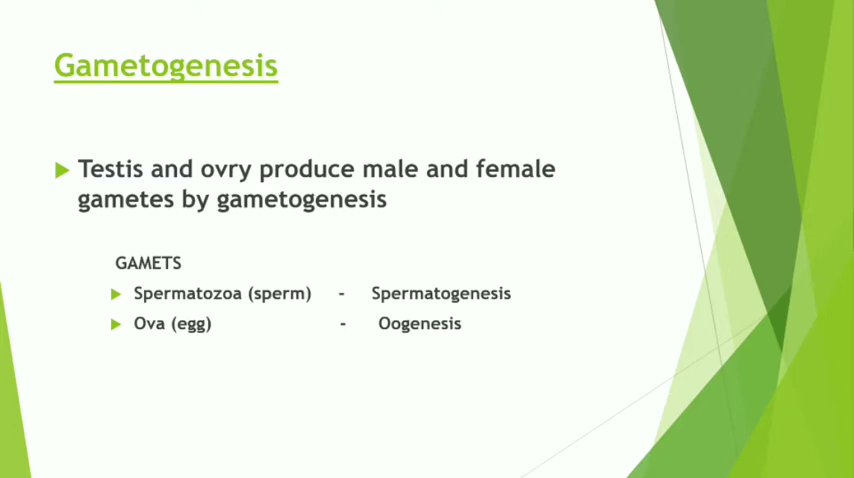 Gametogenesis
Testis and ovry produce male and female
gametes by gametogenesis
GAMETS
Spermatozoa (sperm) - Spermatogenesis
Ova (egg) - Oogenesis